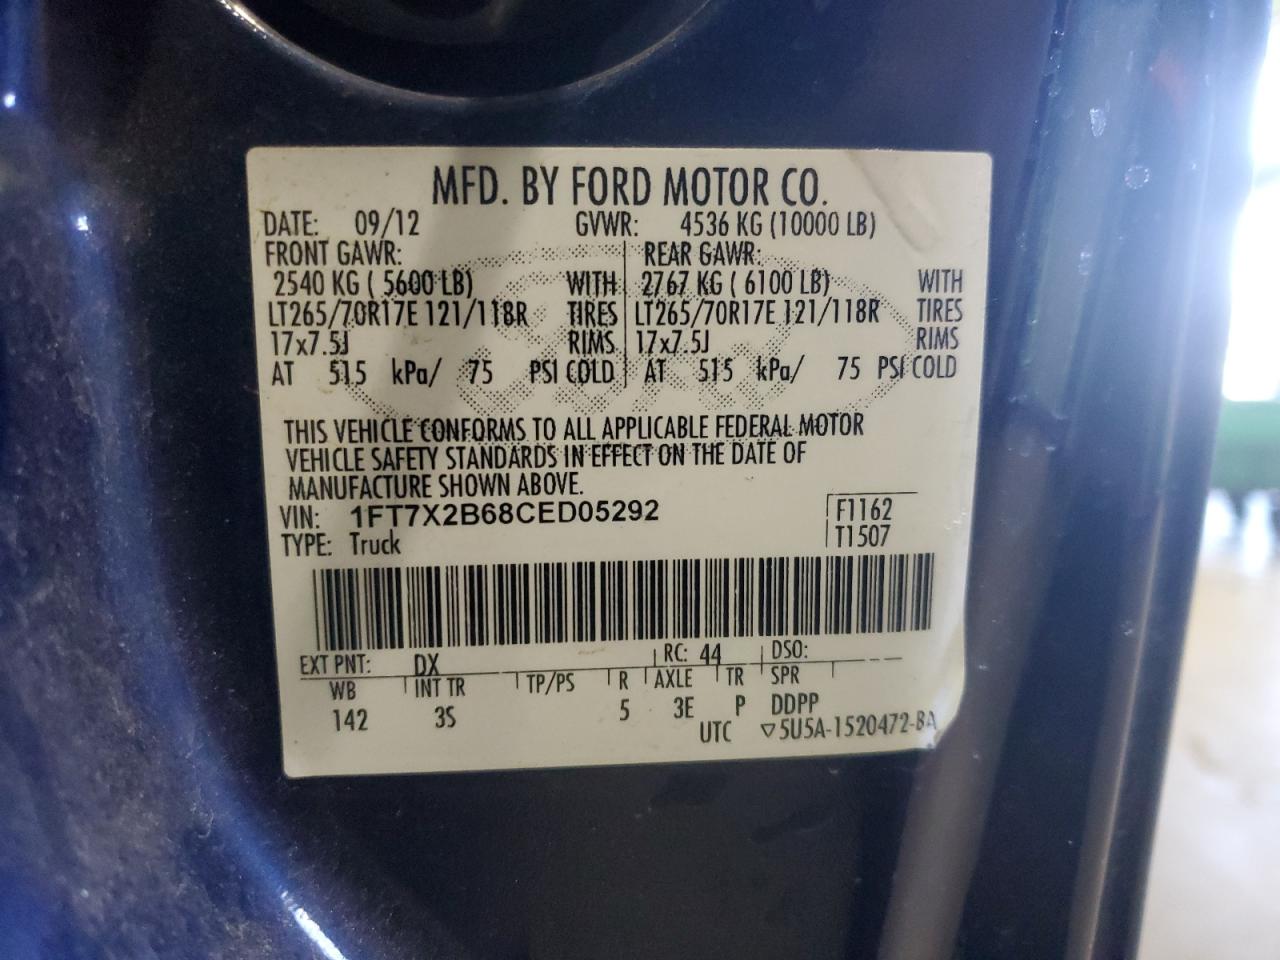 MFD. BY FORD MOTOR CO.
DATE: 09/12 GVWR: 4536 KG (10000 LB)
FRONT GAWR: REAR GAWR:
2540 KG ( 5600 LB) WITH 2767 KG ( 6100 LB) WITH
LT265/70R17E 121/118R TIRES LT265/70R17E 121/118R TIRES
17x7.5J RIMS 17x7.5J RIMS
AT 515 kPa/ 75 PSI COLD AT 515 kPa/ 75 PSI COLD
THIS VEHICLE CONFORMS TO ALL APPLICABLE FEDERAL MOTOR
VEHICLE SAFETY STANDARDS IN EFFECT ON THE DATE OF
MANUFACTURE SHOWN ABOVE.
VIN: 1FT7X2B68CED05292 F1162
TYPE: Truck T1507
EXT PNT: DX RC: 44 DSO:
WB INT TR TP/PS R AXLE TR SPR
142 3S 5 3E P DDPP
UTC ▽5U5A-1520472-BA